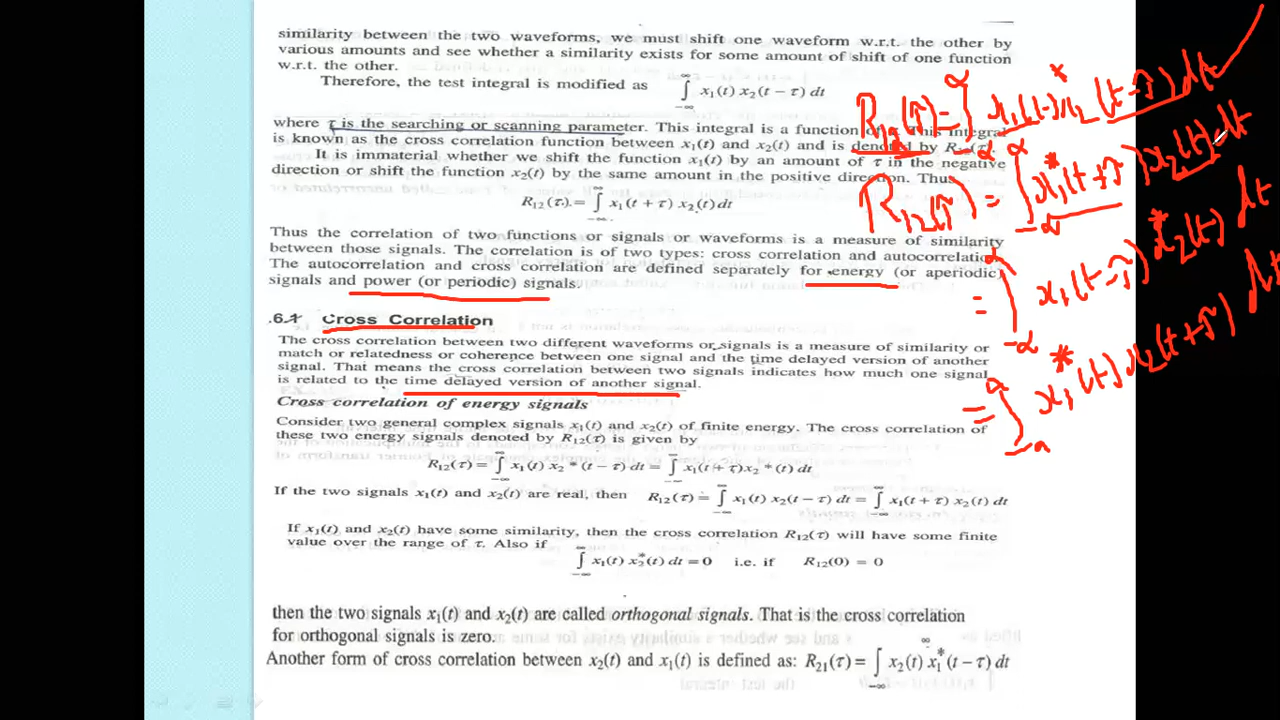 similarity between the two waveforms, we must shift one waveform w.r.t. the other by
various amounts and see whether a similarity exists for some amount of shift of one function
w.r.t. the other.
Therefore, the test integral is modified as ∫_{-∞}^{∞} x₁(t) x₂(t − τ) dt
where τ is the searching or scanning parameter. This integral is a function of This integral
is known as the cross correlation function between x₁(t) and x₂(t) and is denoted by R₁₂(τ).
It is immaterial whether we shift the function x₁(t) by an amount of τ in the negative
direction or shift the function x₂(t) by the same amount in the positive direction. Thus
R₁₂(τ) = ∫_{-∞}^{∞} x₁(t + τ) x₂(t) dt
Thus the correlation of two functions or signals or waveforms is a measure of similarity
between those signals. The correlation is of two types: cross correlation and autocorrelation.
The autocorrelation and cross correlation are defined separately for energy (or aperiodic)
signals and power (or periodic) signals.
.6.1 Cross Correlation
The cross correlation between two different waveforms or signals is a measure of similarity or
match or relatedness or coherence between one signal and the time delayed version of another
signal. That means the cross correlation between two signals indicates how much one signal
is related to the time delayed version of another signal.
Cross correlation of energy signals
Consider two general complex signals x₁(t) and x₂(t) of finite energy. The cross correlation of
these two energy signals denoted by R₁₂(τ) is given by
R₁₂(τ) = ∫_{-∞}^{∞} x₁(t) x₂*(t − τ) dt = ∫_{-∞}^{∞} x₁(t + τ) x₂*(t) dt
If the two signals x₁(t) and x₂(t) are real, then R₁₂(τ) = ∫_{-∞}^{∞} x₁(t) x₂(t − τ) dt = ∫_{-∞}^{∞} x₁(t + τ) x₂(t) dt
If x₁(t) and x₂(t) have some similarity, then the cross correlation R₁₂(τ) will have some finite
value over the range of τ. Also if
∫_{-∞}^{∞} x₁(t) x₂*(t) dt = 0 i.e. if R₁₂(0) = 0
then the two signals x₁(t) and x₂(t) are called orthogonal signals. That is the cross correlation
for orthogonal signals is zero.
Another form of cross correlation between x₂(t) and x₁(t) is defined as: R₂₁(τ) = ∫_{-∞}^{∞} x₂(t) x₁*(t − τ) dt
R₁₂(τ) = ∫_{-∞}^{∞} x₁(t) x₂*(t − τ) dt
R₁₂(τ) = ∫_{-∞}^{∞} x₁*(t + τ) x₂(t) dt
= ∫_{-∞}^{∞} x₁(t − τ) x₂*(t) dt
= ∫_{-∞}^{∞} x₁*(t) x₂(t + τ) dt